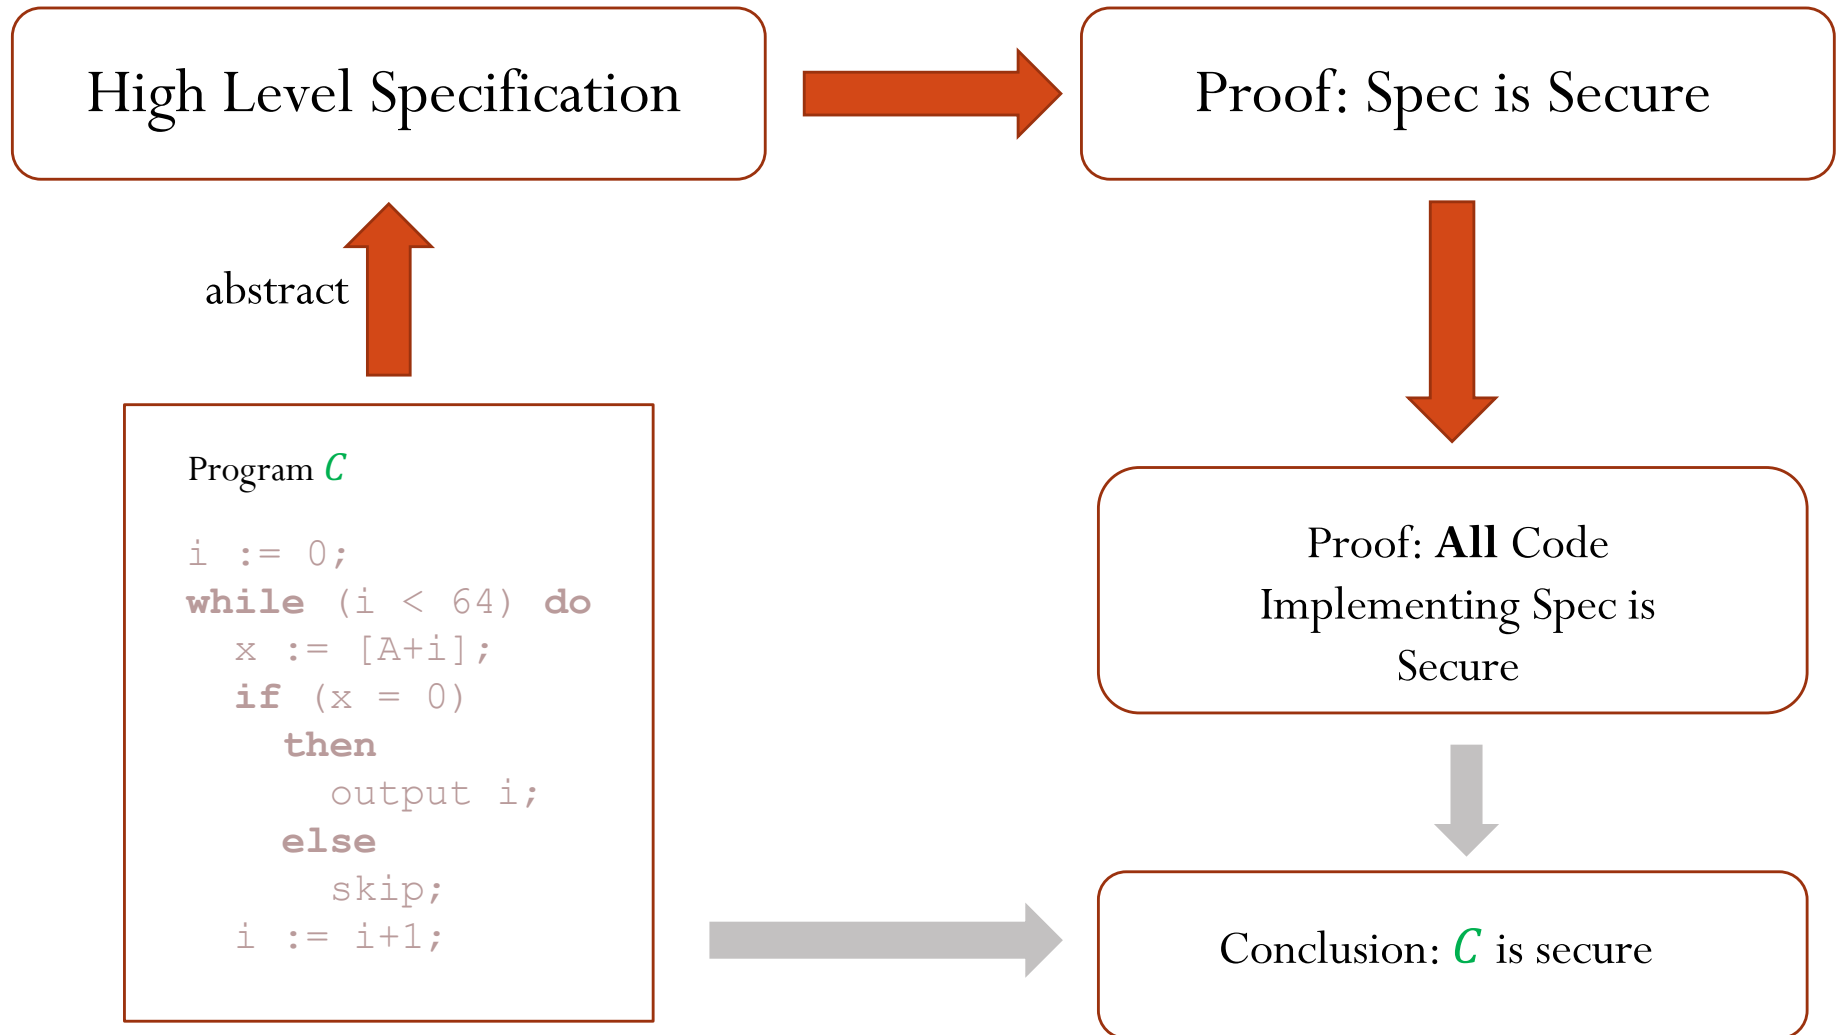 High Level Specification
Proof: Spec is Secure
abstract
Program C
i := 0;
while (i < 64) do
x := [A+i];
if (x = 0)
then
output i;
else
skip;
i := i+1;
Proof: All Code
Implementing Spec is
Secure
Conclusion: C is secure